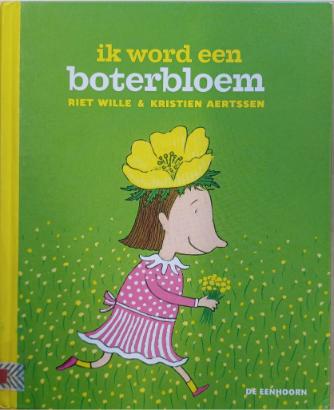 ik word een
boterbloem
RIET WILLE & KRISTIEN AERTSSEN
DE EENHOORN